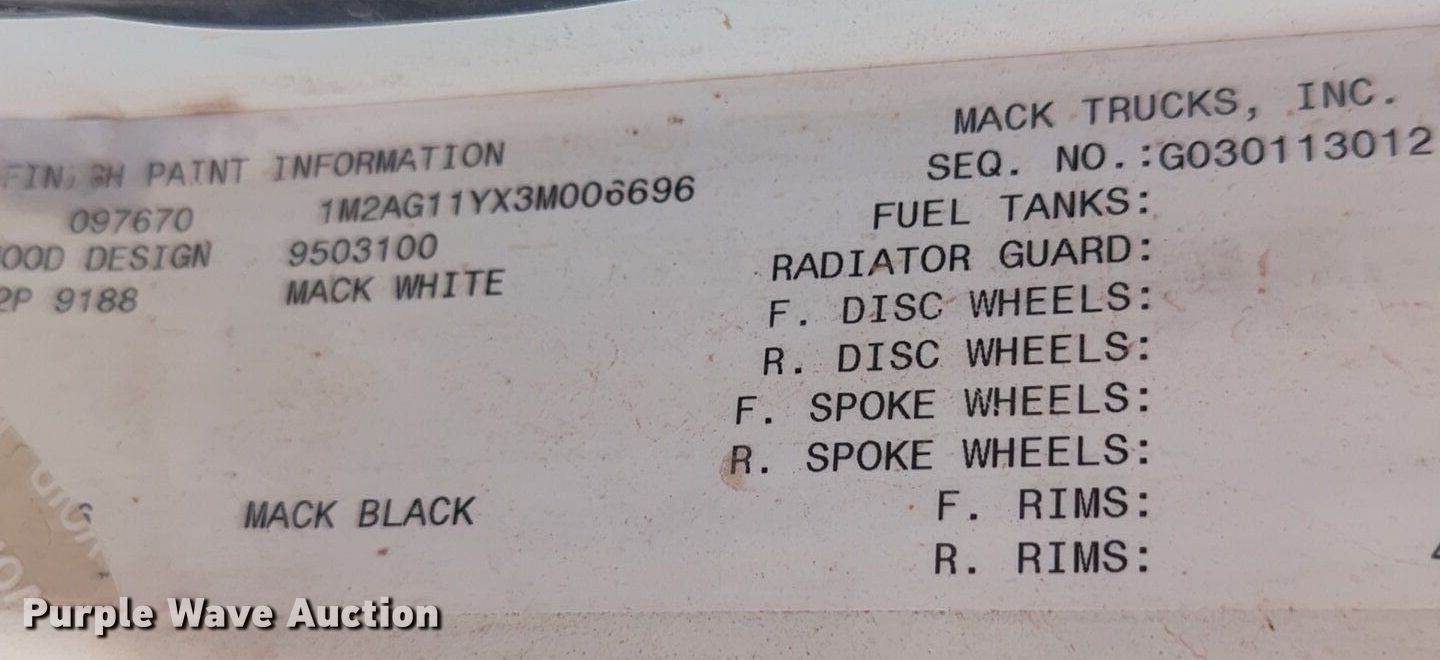 FINISH PAINT INFORMATION
097670 1M2AG11YX3M006696
OOD DESIGN 9503100
2P 9188 MACK WHITE
MACK BLACK
MACK TRUCKS, INC.
SEQ. NO.:G030113012
FUEL TANKS:
RADIATOR GUARD:
F. DISC WHEELS:
R. DISC WHEELS:
F. SPOKE WHEELS:
R. SPOKE WHEELS:
F. RIMS:
R. RIMS:
Purple Wave Auction